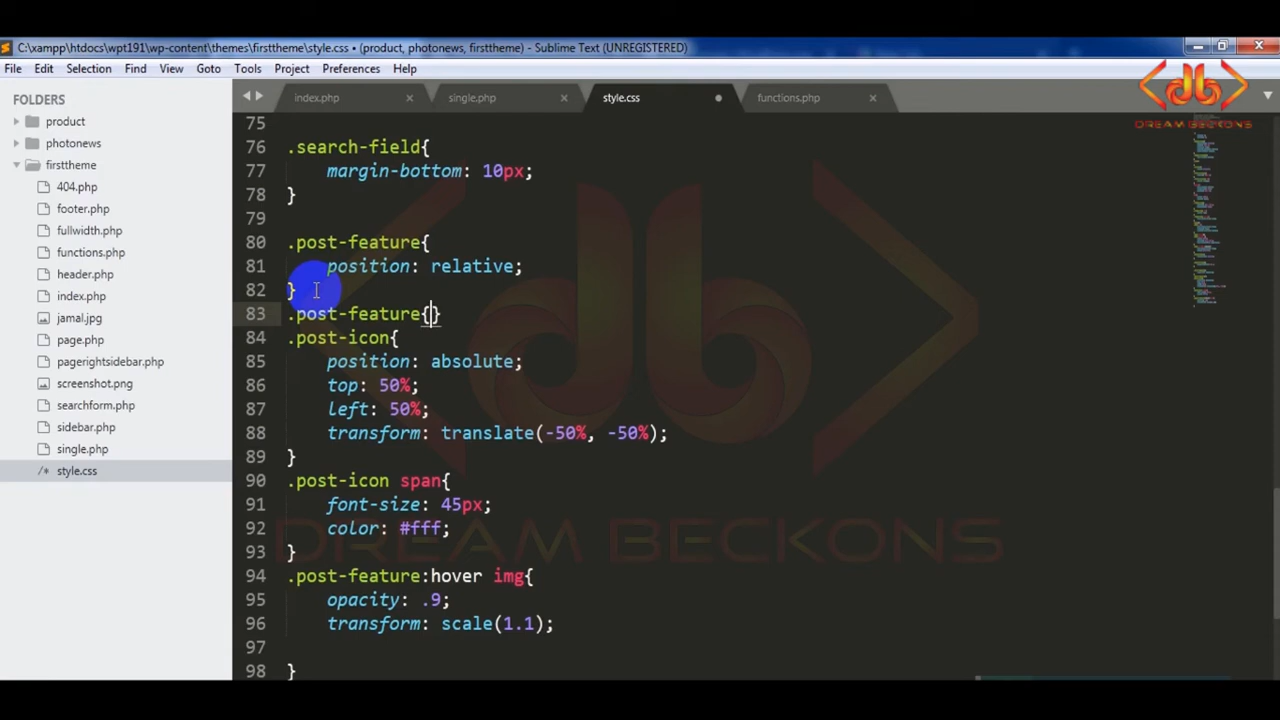 C:\xampp\htdocs\wpt191\wp-content\themes\firsttheme\style.css • (product, photonews, firsttheme) - Sublime Text (UNREGISTERED)
File Edit Selection Find View Goto Tools Project Preferences Help
DREAM BECKONS
FOLDERS
product
photonews
firsttheme
404.php
footer.php
fullwidth.php
functions.php
header.php
index.php
jamal.jpg
page.php
pagerightsidebar.php
screenshot.png
searchform.php
sidebar.php
single.php
/* style.css
index.php single.php style.css functions.php
75
76 .search-field{
77 margin-bottom: 10px;
78 }
79
80 .post-feature{
81 position: relative;
82 }
83 .post-feature{}
84 .post-icon{
85 position: absolute;
86 top: 50%;
87 left: 50%;
88 transform: translate(-50%, -50%);
89 }
90 .post-icon span{
91 font-size: 45px;
92 color: #fff;
93 }
94 .post-feature:hover img{
95 opacity: .9;
96 transform: scale(1.1);
97
98 }
DREAM BECKONS